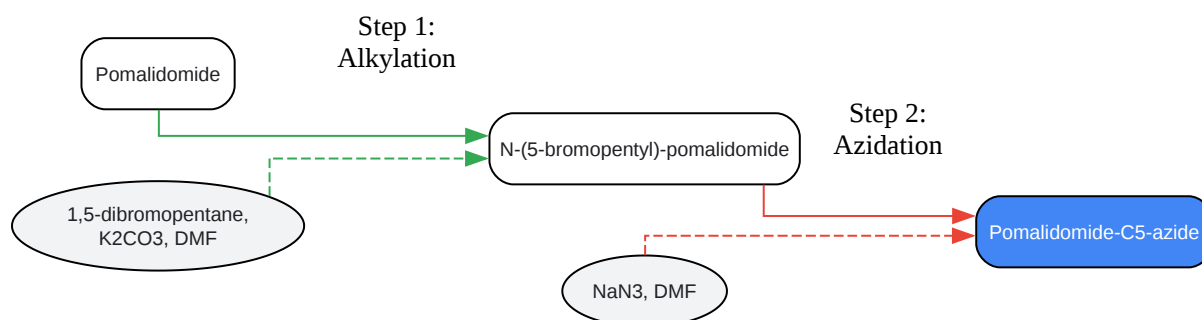 Step 1:
Alkylation
Pomalidomide
Step 2:
Azidation
N-(5-bromopentyl)-pomalidomide
1,5-dibromopentane,
K2CO3, DMF
Pomalidomide-C5-azide
NaN3, DMF